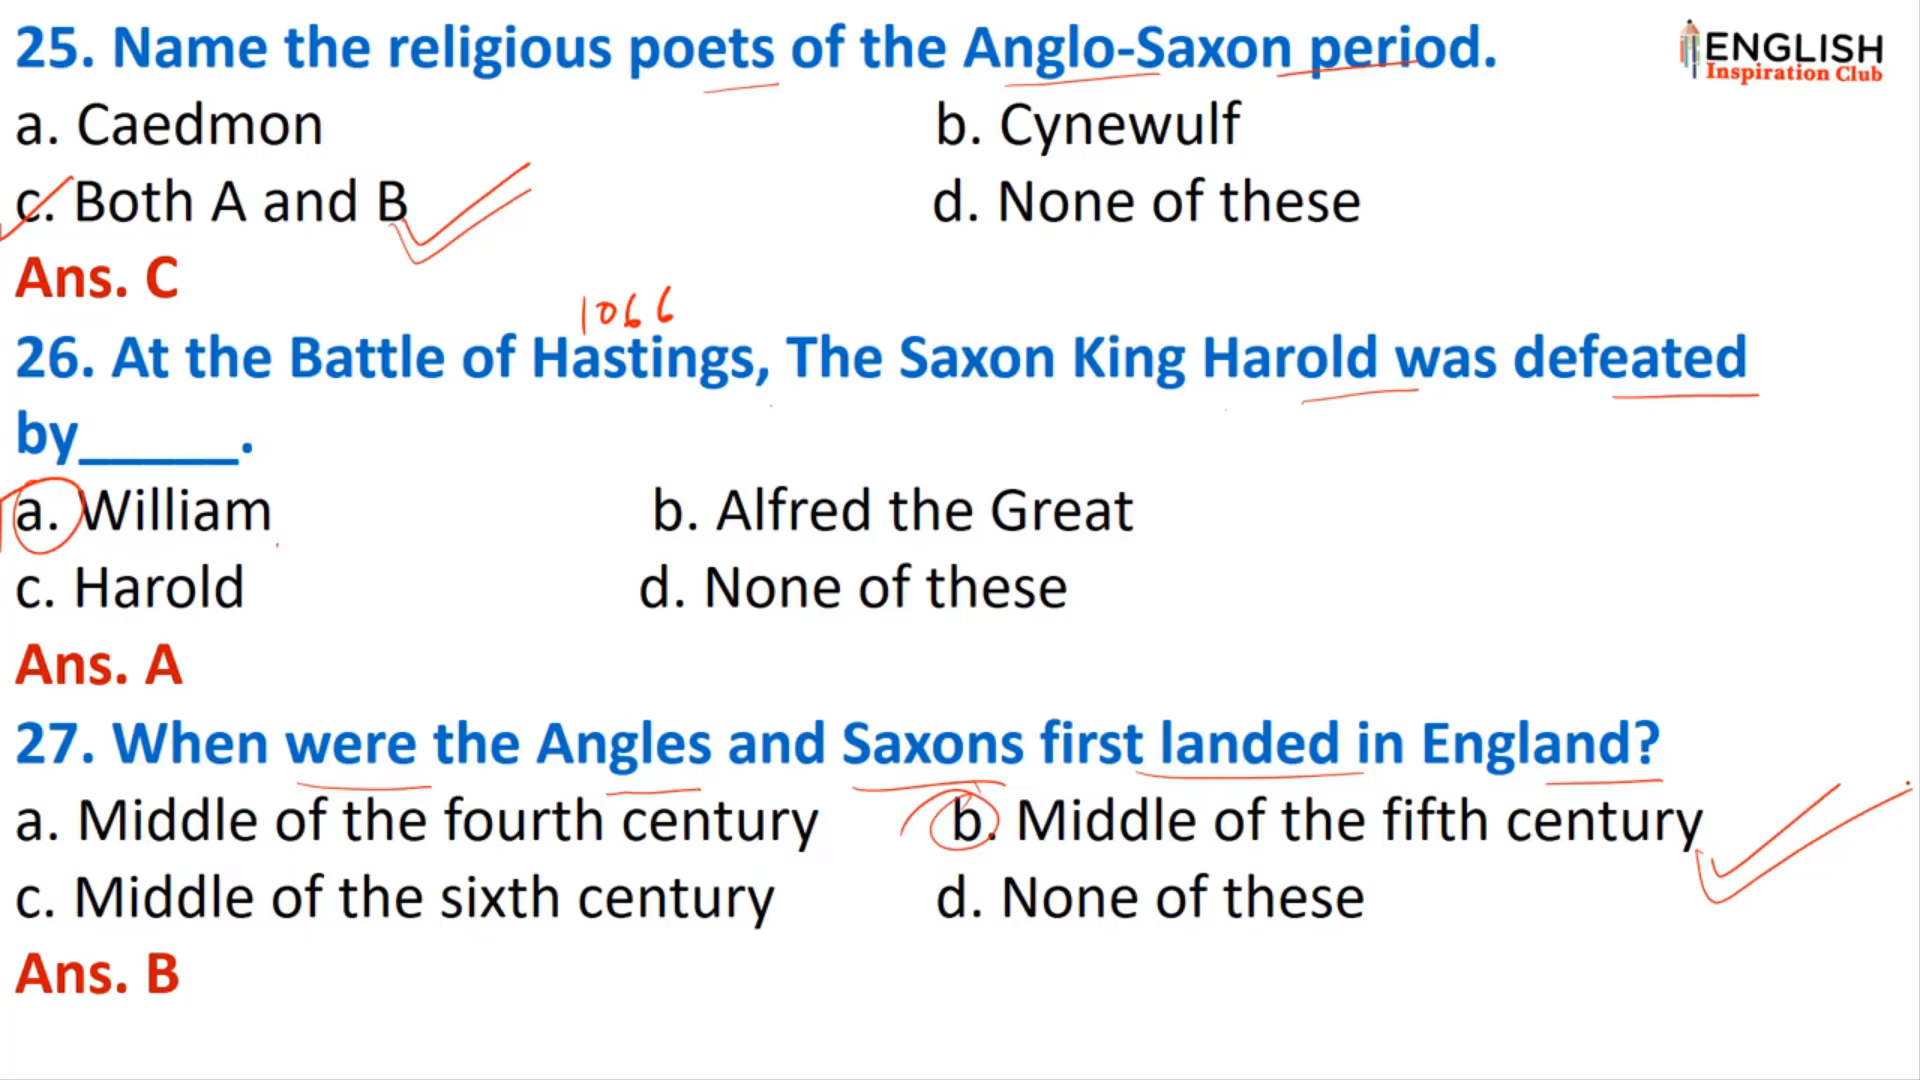 25. Name the religious poets of the Anglo-Saxon period.
ENGLISH
Inspiration Club
a. Caedmon b. Cynewulf
c. Both A and B d. None of these
Ans. C
1066
26. At the Battle of Hastings, The Saxon King Harold was defeated
by_____.
a. William b. Alfred the Great
c. Harold d. None of these
Ans. A
27. When were the Angles and Saxons first landed in England?
a. Middle of the fourth century b. Middle of the fifth century
c. Middle of the sixth century d. None of these
Ans. B